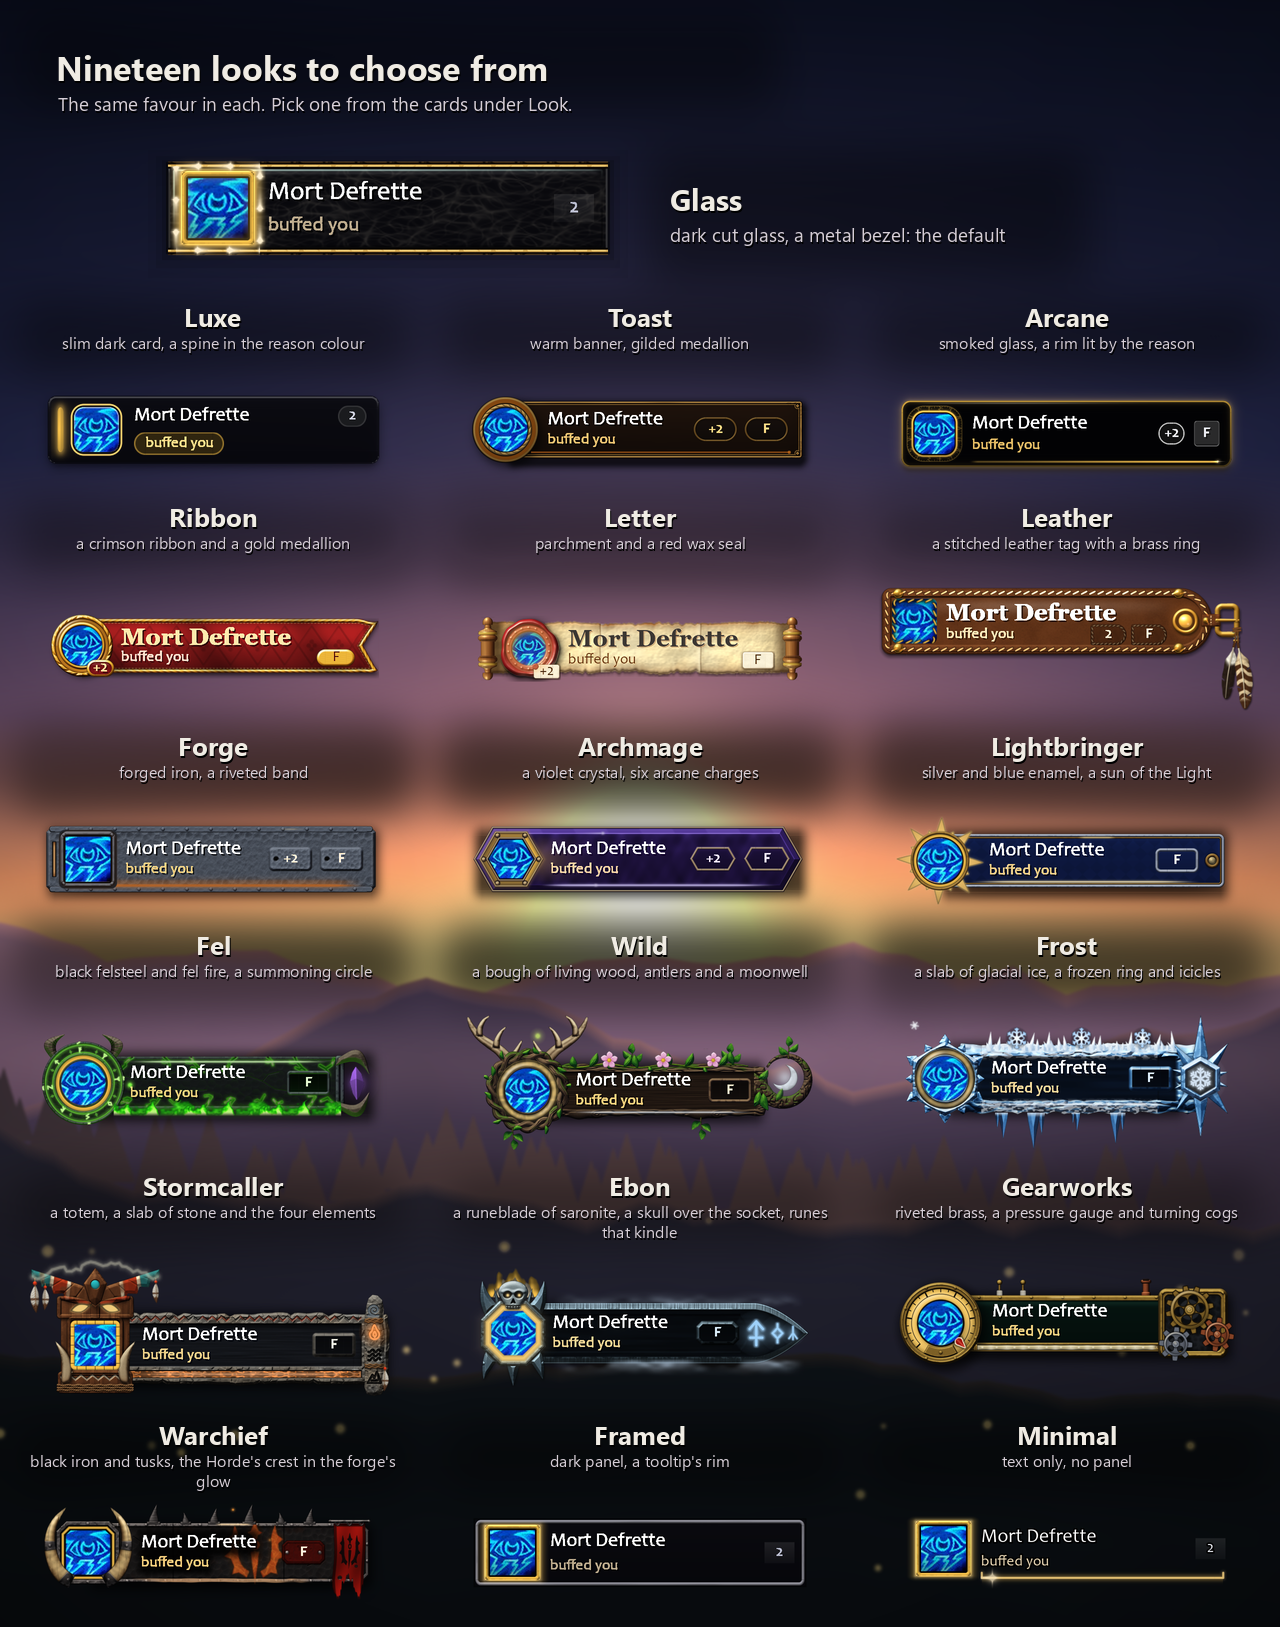 Nineteen looks to choose from
The same favour in each. Pick one from the cards under Look.
Mort Defrette
buffed you
2
Glass
dark cut glass, a metal bezel: the default
Luxe
slim dark card, a spine in the reason colour
Mort Defrette
2
buffed you
Toast
warm banner, gilded medallion
Mort Defrette
buffed you
+2
F
Arcane
smoked glass, a rim lit by the reason
Mort Defrette
buffed you
+2
F
Ribbon
a crimson ribbon and a gold medallion
Mort Defrette
buffed you
+2
F
Letter
parchment and a red wax seal
Mort Defrette
buffed you
+2
F
Leather
a stitched leather tag with a brass ring
Mort Defrette
buffed you
2
F
Forge
forged iron, a riveted band
Mort Defrette
buffed you
+2
F
Archmage
a violet crystal, six arcane charges
Mort Defrette
buffed you
+2
F
Lightbringer
silver and blue enamel, a sun of the Light
Mort Defrette
buffed you
F
Fel
black felsteel and fel fire, a summoning circle
Mort Defrette
buffed you
F
Wild
a bough of living wood, antlers and a moonwell
Mort Defrette
buffed you
F
Frost
a slab of glacial ice, a frozen ring and icicles
Mort Defrette
buffed you
F
Stormcaller
a totem, a slab of stone and the four elements
Mort Defrette
buffed you
F
Ebon
a runeblade of saronite, a skull over the socket, runes
that kindle
Mort Defrette
buffed you
F
Gearworks
riveted brass, a pressure gauge and turning cogs
Mort Defrette
buffed you
Warchief
black iron and tusks, the Horde's crest in the forge's
glow
Mort Defrette
buffed you
F
Framed
dark panel, a tooltip's rim
Mort Defrette
buffed you
2
Minimal
text only, no panel
Mort Defrette
buffed you
2